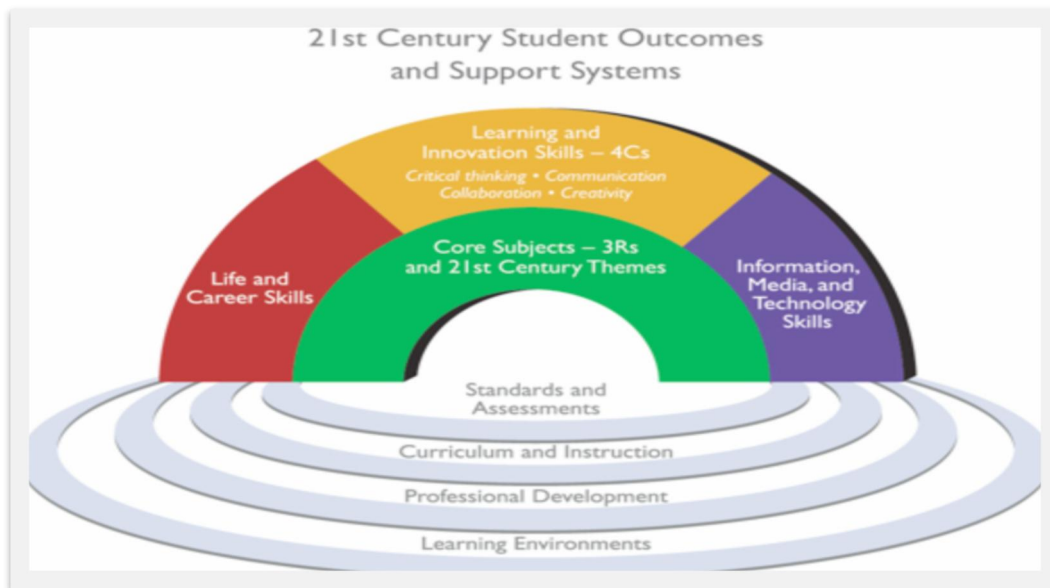 21st Century Student Outcomes
and Support Systems
Learning and
Innovation Skills – 4Cs
Critical thinking • Communication
Collaboration • Creativity
Core Subjects – 3Rs
and 21st Century Themes
Life and
Career Skills
Information,
Media, and
Technology
Skills
Standards and
Assessments
Curriculum and Instruction
Professional Development
Learning Environments